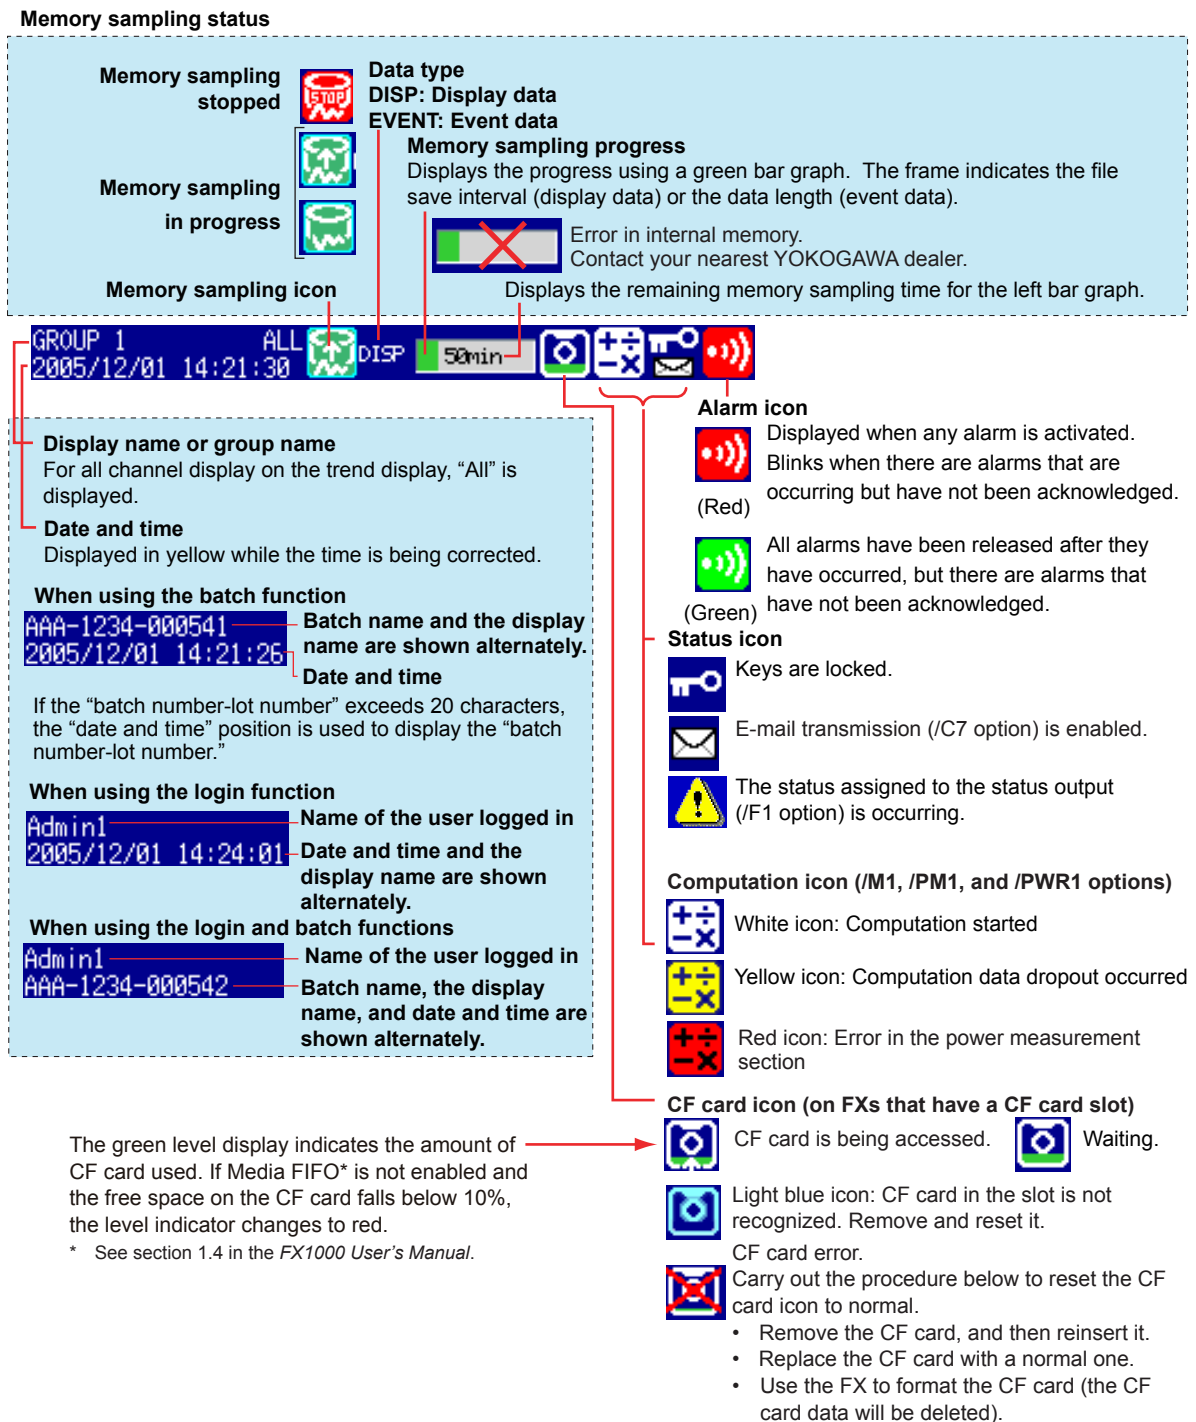 Memory sampling status
Memory sampling
stopped
STOP
Data type
DISP: Display data
EVENT: Event data
Memory sampling
in progress
Memory sampling progress
Displays the progress using a green bar graph.  The frame indicates the file
save interval (display data) or the data length (event data).
Error in internal memory.
Contact your nearest YOKOGAWA dealer.
Memory sampling icon
Displays the remaining memory sampling time for the left bar graph.
GROUP 1 ALL
2005/12/01 14:21:30
DISP
50min
Display name or group name
For all channel display on the trend display, “All” is
displayed.
Date and time
Displayed in yellow while the time is being corrected.
When using the batch function
AAA-1234-000541
2005/12/01 14:21:26
Batch name and the display
name are shown alternately.
Date and time
If the “batch number-lot number” exceeds 20 characters,
the “date and time” position is used to display the “batch
number-lot number.”
When using the login function
Admin1
2005/12/01 14:24:01
Name of the user logged in
Date and time and the
display name are shown
alternately.
When using the login and batch functions
Admin1
AAA-1234-000542
Name of the user logged in
Batch name, the display
name, and date and time are
shown alternately.
Alarm icon
Displayed when any alarm is activated.
Blinks when there are alarms that are
occurring but have not been acknowledged.
(Red)
All alarms have been released after they
have occurred, but there are alarms that
have not been acknowledged.
(Green)
Status icon
Keys are locked.
E-mail transmission (/C7 option) is enabled.
The status assigned to the status output
(/F1 option) is occurring.
Computation icon (/M1, /PM1, and /PWR1 options)
White icon: Computation started
Yellow icon: Computation data dropout occurred
Red icon: Error in the power measurement
section
CF card icon (on FXs that have a CF card slot)
CF card is being accessed.
Waiting.
The green level display indicates the amount of
CF card used. If Media FIFO* is not enabled and
the free space on the CF card falls below 10%,
the level indicator changes to red.
* See section 1.4 in the FX1000 User’s Manual.
Light blue icon: CF card in the slot is not
recognized. Remove and reset it.
CF card error.
Carry out the procedure below to reset the CF
card icon to normal.
• Remove the CF card, and then reinsert it.
• Replace the CF card with a normal one.
• Use the FX to format the CF card (the CF
card data will be deleted).